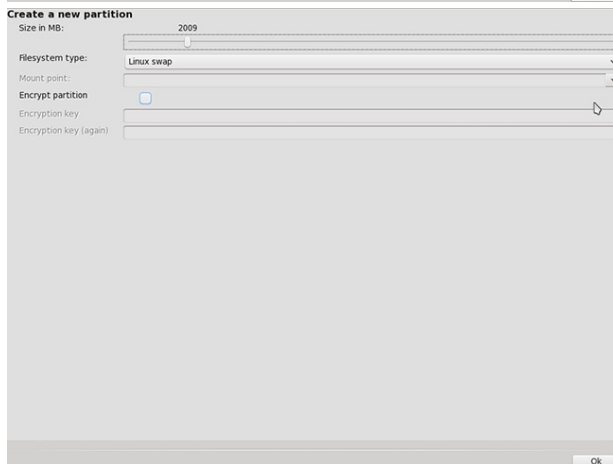 Create a new partition
Size in MB: 2009
Filesystem type: Linux swap
Mount point:
Encrypt partition
Encryption key
Encryption key (again)
Ok